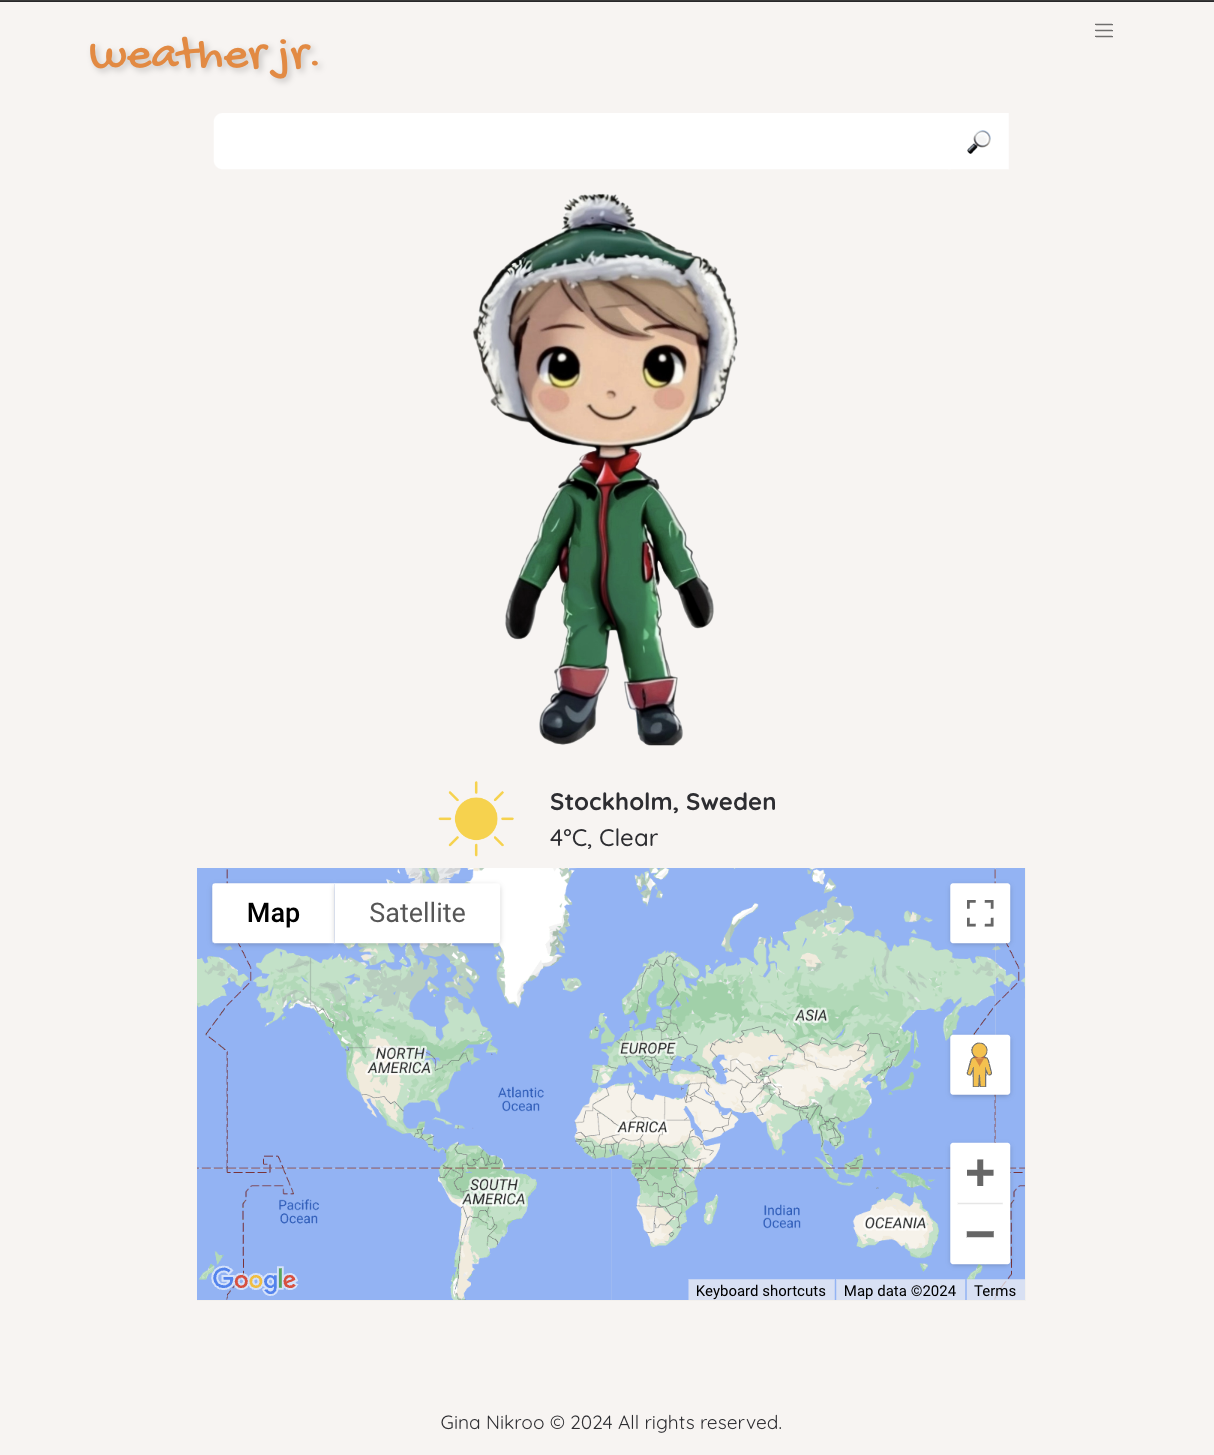 weather jr.
Stockholm, Sweden
4°C, Clear
Map
Satellite
NORTH
AMERICA
EUROPE
ASIA
Atlantic
Ocean
AFRICA
SOUTH
AMERICA
Pacific
Ocean
Indian
Ocean
OCEANIA
Google
Keyboard shortcuts
Map data ©2024
Terms
Gina Nikroo © 2024 All rights reserved.